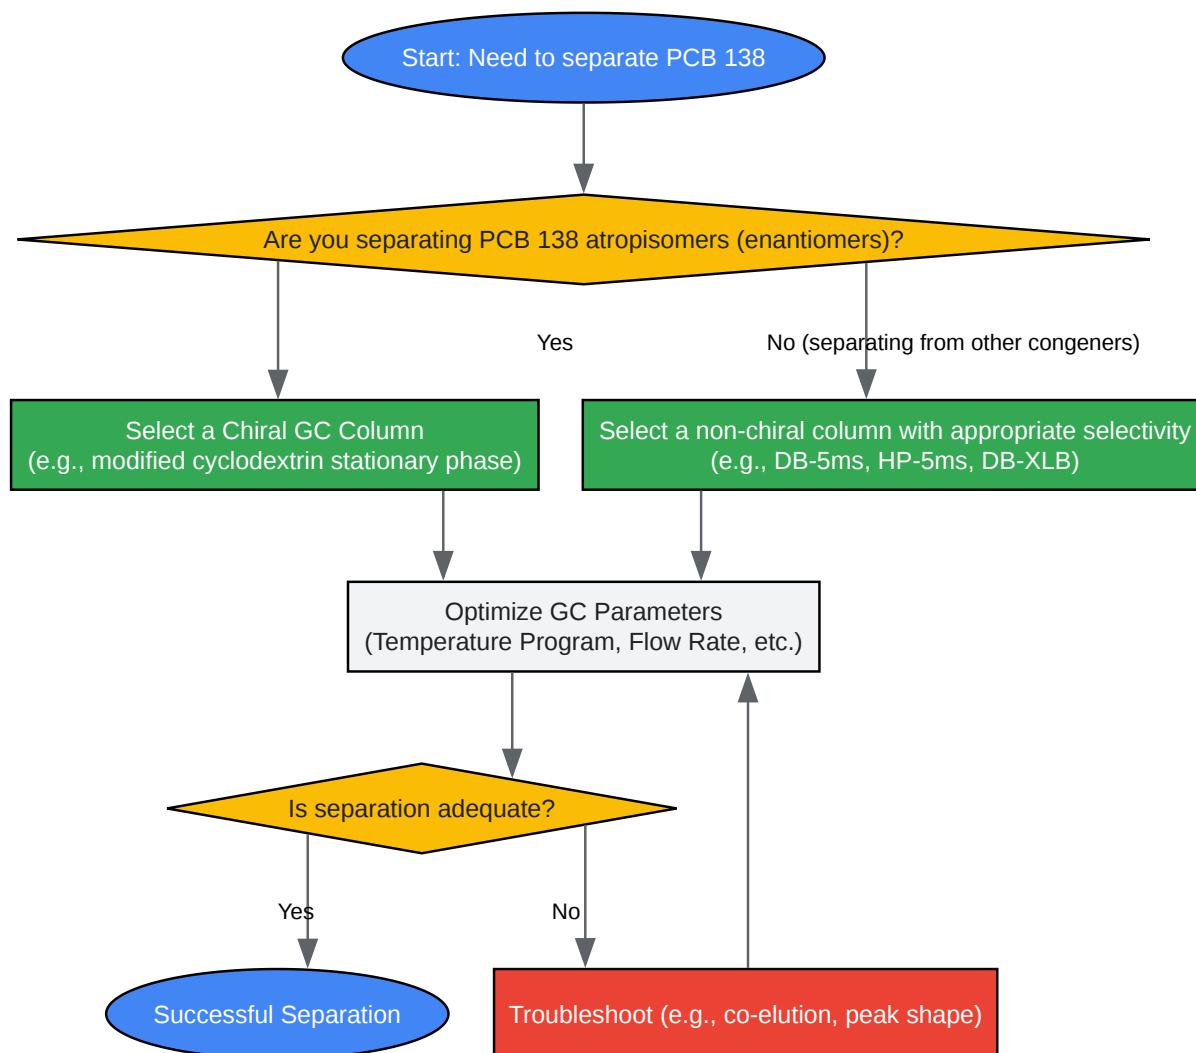 Start: Need to separate PCB 138
Are you separating PCB 138 atropisomers (enantiomers)?
Yes
No (separating from other congeners)
Select a Chiral GC Column
(e.g., modified cyclodextrin stationary phase)
Select a non-chiral column with appropriate selectivity
(e.g., DB-5ms, HP-5ms, DB-XLB)
Optimize GC Parameters
(Temperature Program, Flow Rate, etc.)
Is separation adequate?
Yes
No
Successful Separation
Troubleshoot (e.g., co-elution, peak shape)